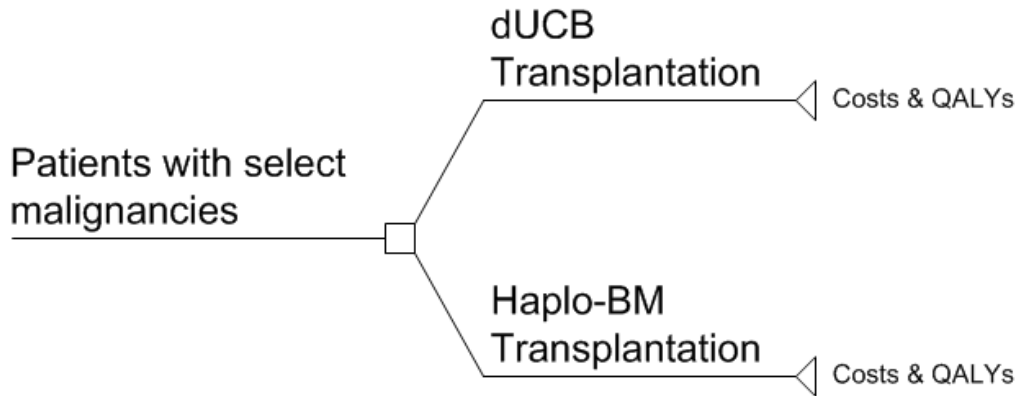 dUCB
Transplantation
Costs & QALYs
Patients with select
malignancies
Haplo-BM
Transplantation
Costs & QALYs